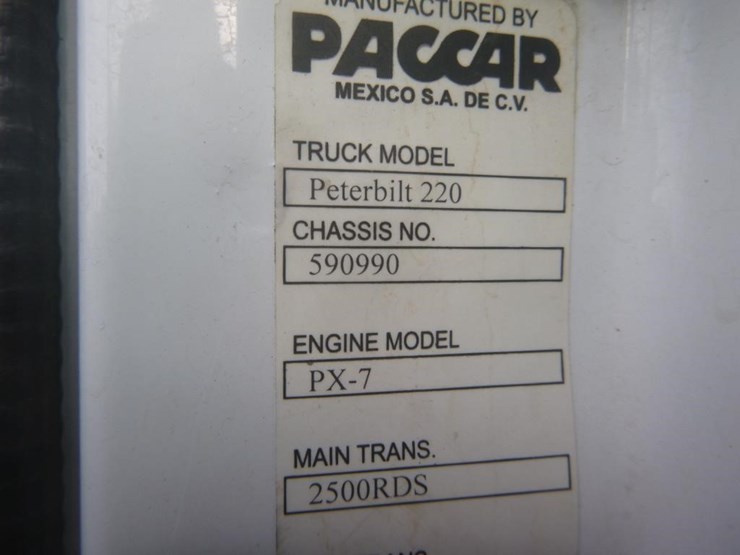 MANUFACTURED BY
PACCAR
MEXICO S.A. DE C.V.
TRUCK MODEL
Peterbilt 220
CHASSIS NO.
590990
ENGINE MODEL
PX-7
MAIN TRANS.
2500RDS